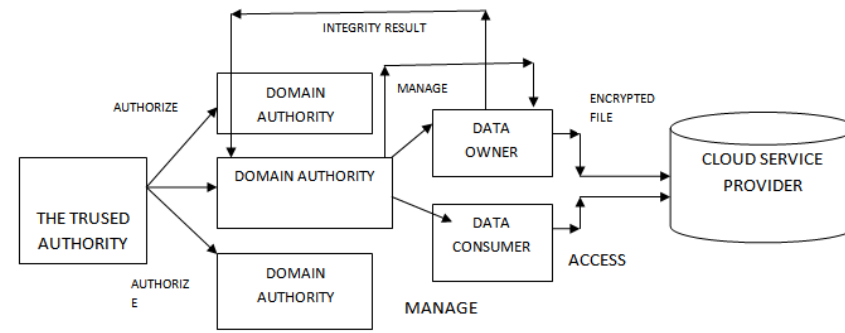 INTEGRITY RESULT
DOMAIN
AUTHORITY
MANAGE
AUTHORIZE
ENCRYPTED
FILE
DATA
OWNER
CLOUD SERVICE
PROVIDER
DOMAIN AUTHORITY
THE TRUSED
AUTHORITY
DATA
CONSUMER
ACCESS
DOMAIN
AUTHORITY
AUTHORIZ
E
MANAGE